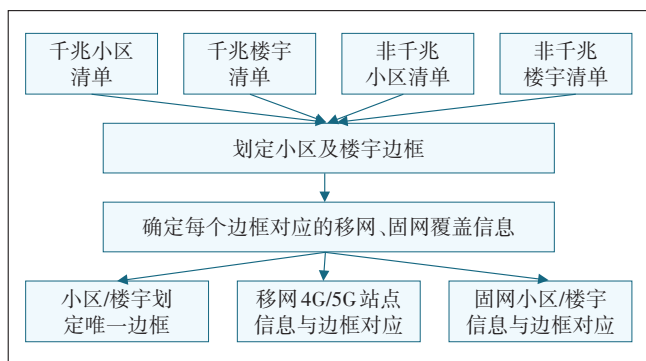 千兆小区
清单
千兆楼宇
清单
非千兆
小区清单
非千兆
楼宇清单
划定小区及楼宇边框
确定每个边框对应的移网、固网覆盖信息
小区/楼宇划
定唯一边框
移网4G/5G站点
信息与边框对应
固网小区/楼宇
信息与边框对应